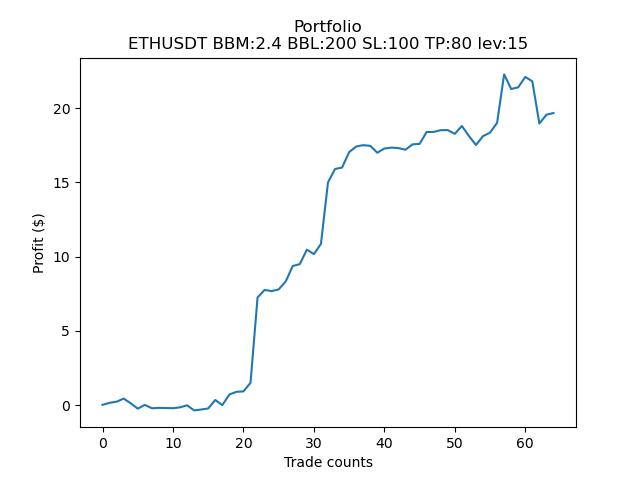 Portfolio
ETHUSDT BBM:2.4 BBL:200 SL:100 TP:80 lev:15
Profit ($)
20
15
10
5
0
0 10 20 30 40 50 60
Trade counts